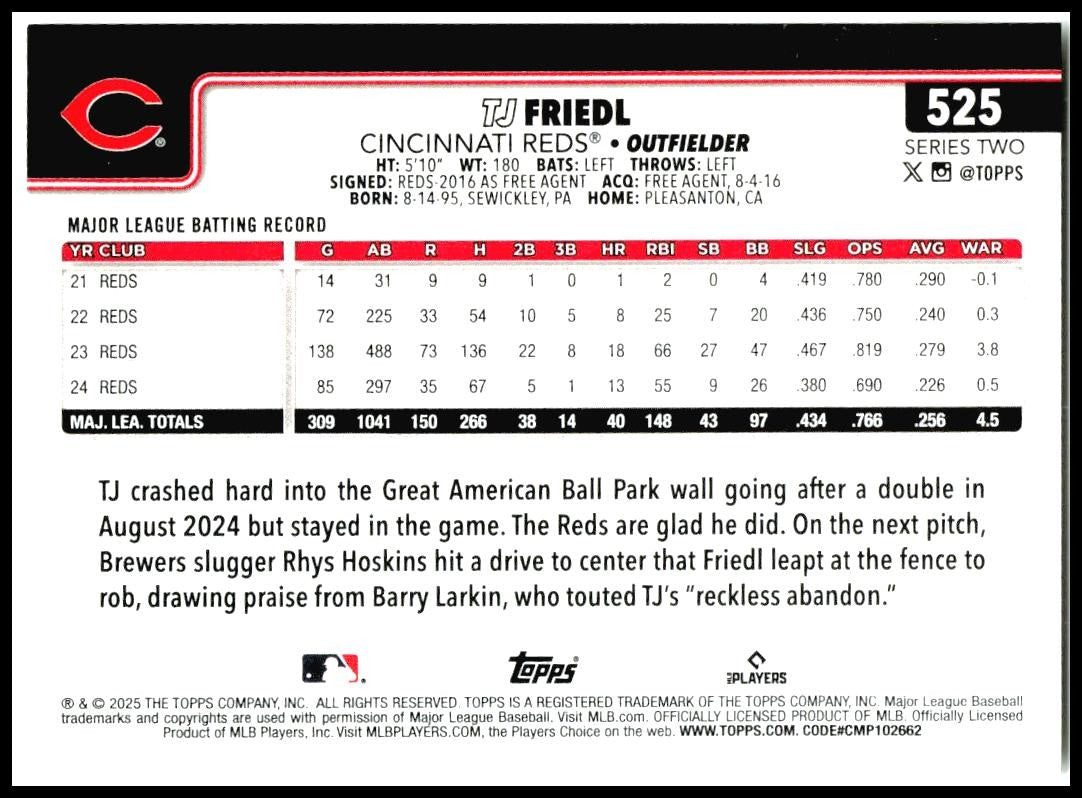 TJ FRIEDL
525
CINCINNATI REDS® • OUTFIELDER
SERIES TWO
HT: 5'10" WT: 180 BATS: LEFT THROWS: LEFT
@TOPPS
SIGNED: REDS-2016 AS FREE AGENT ACQ: FREE AGENT, 8-4-16
BORN: 8-14-95, SEWICKLEY, PA HOME: PLEASANTON, CA
MAJOR LEAGUE BATTING RECORD
YR CLUB G AB R H 2B 3B HR RBI SB BB SLG OPS AVG WAR
21 REDS 14 31 9 9 1 0 1 2 0 4 .419 .780 .290 -0.1
22 REDS 72 225 33 54 10 5 8 25 7 20 .436 .750 .240 0.3
23 REDS 138 488 73 136 22 8 18 66 27 47 .467 .819 .279 3.8
24 REDS 85 297 35 67 5 1 13 55 9 26 .380 .690 .226 0.5
MAJ. LEA. TOTALS 309 1041 150 266 38 14 40 148 43 97 .434 .766 .256 4.5
TJ crashed hard into the Great American Ball Park wall going after a double in
August 2024 but stayed in the game. The Reds are glad he did. On the next pitch,
Brewers slugger Rhys Hoskins hit a drive to center that Friedl leapt at the fence to
rob, drawing praise from Barry Larkin, who touted TJ's "reckless abandon."
Topps®
MLBPLAYERS
® & © 2025 THE TOPPS COMPANY, INC. ALL RIGHTS RESERVED. TOPPS IS A REGISTERED TRADEMARK OF THE TOPPS COMPANY, INC. Major League Baseball
trademarks and copyrights are used with permission of Major League Baseball. Visit MLB.com. OFFICIALLY LICENSED PRODUCT OF MLB. Officially Licensed
Product of MLB Players, Inc. Visit MLBPLAYERS.COM, the Players Choice on the web. WWW.TOPPS.COM. CODE#CMP102662